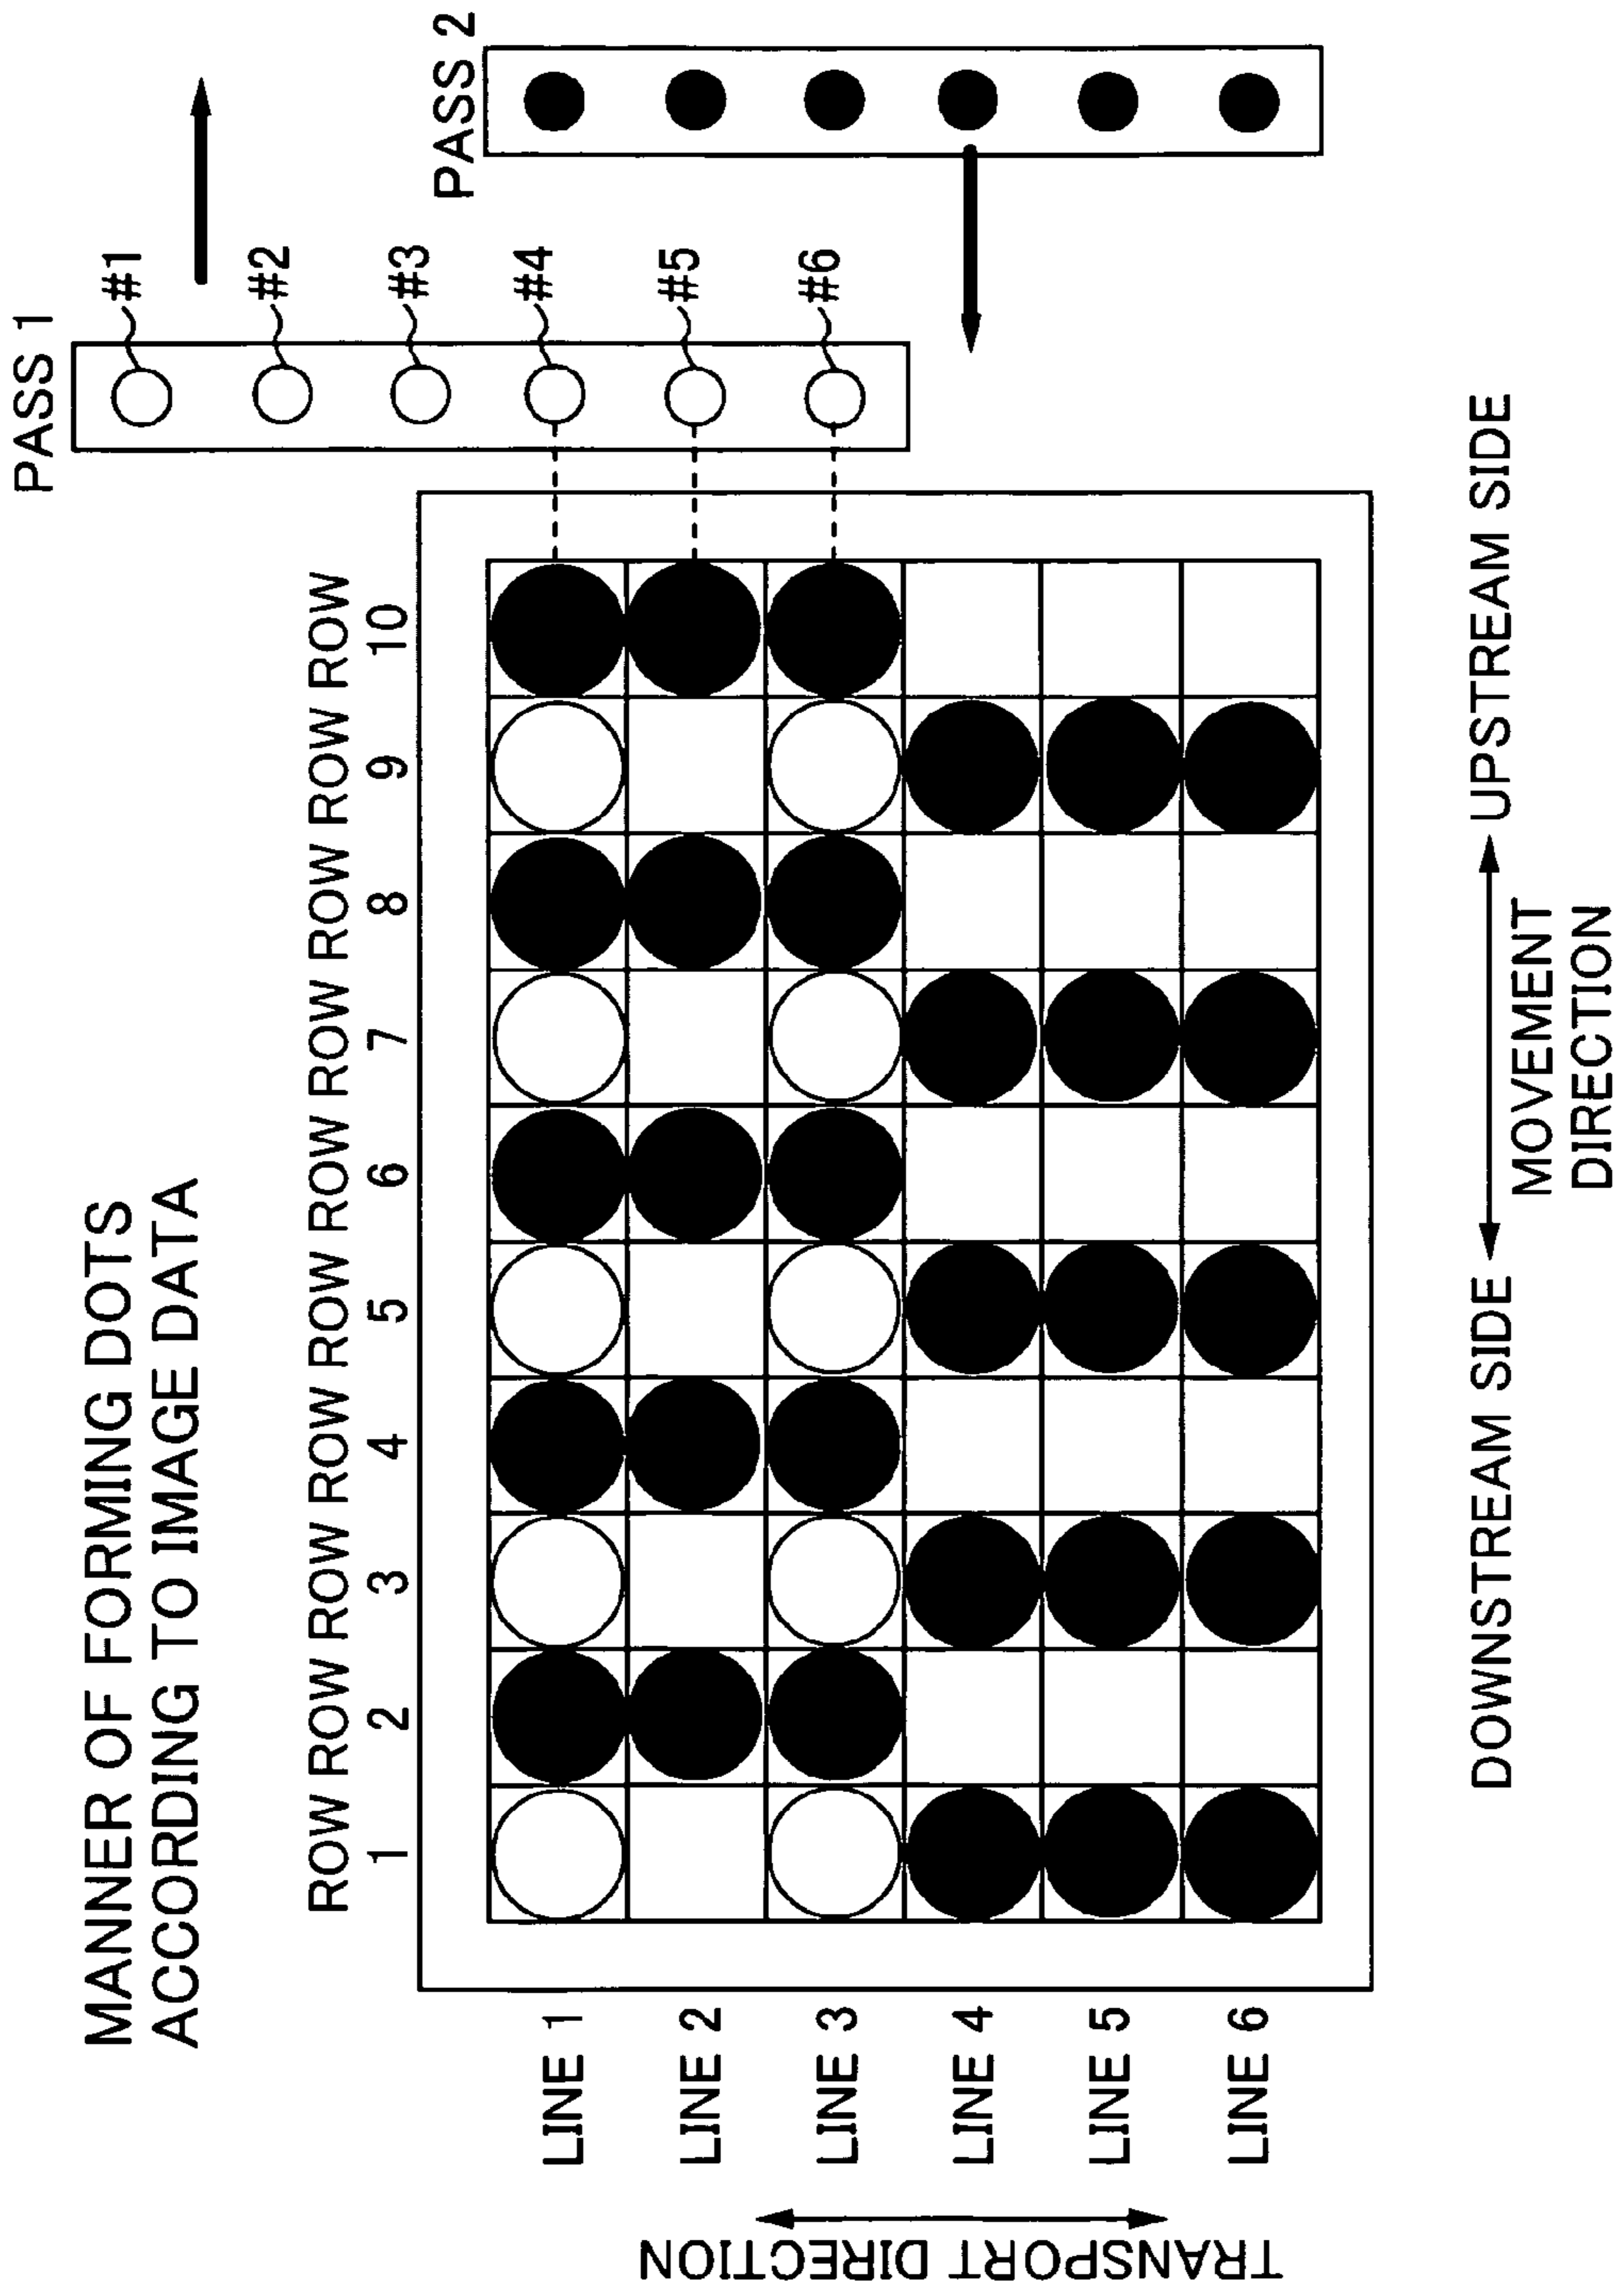 MANNER OF FORMING DOTS
ACCORDING TO IMAGE DATA
PASS 1
#1
#2
#3
#4
#5
#6
PASS 2
ROW ROW ROW ROW ROW ROW ROW ROW ROW ROW
1 2 3 4 5 6 7 8 9 10
LINE 1
LINE 2
LINE 3
LINE 4
LINE 5
LINE 6
TRANSPORT DIRECTION
DOWNSTREAM SIDE
UPSTREAM SIDE
MOVEMENT
DIRECTION